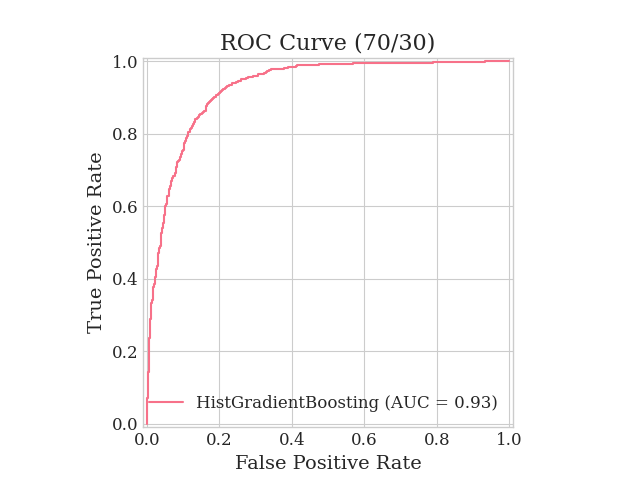 ROC Curve (70/30)
True Positive Rate
1.0
0.8
0.6
0.4
0.2
0.0
HistGradientBoosting (AUC = 0.93)
0.0 0.2 0.4 0.6 0.8 1.0
False Positive Rate